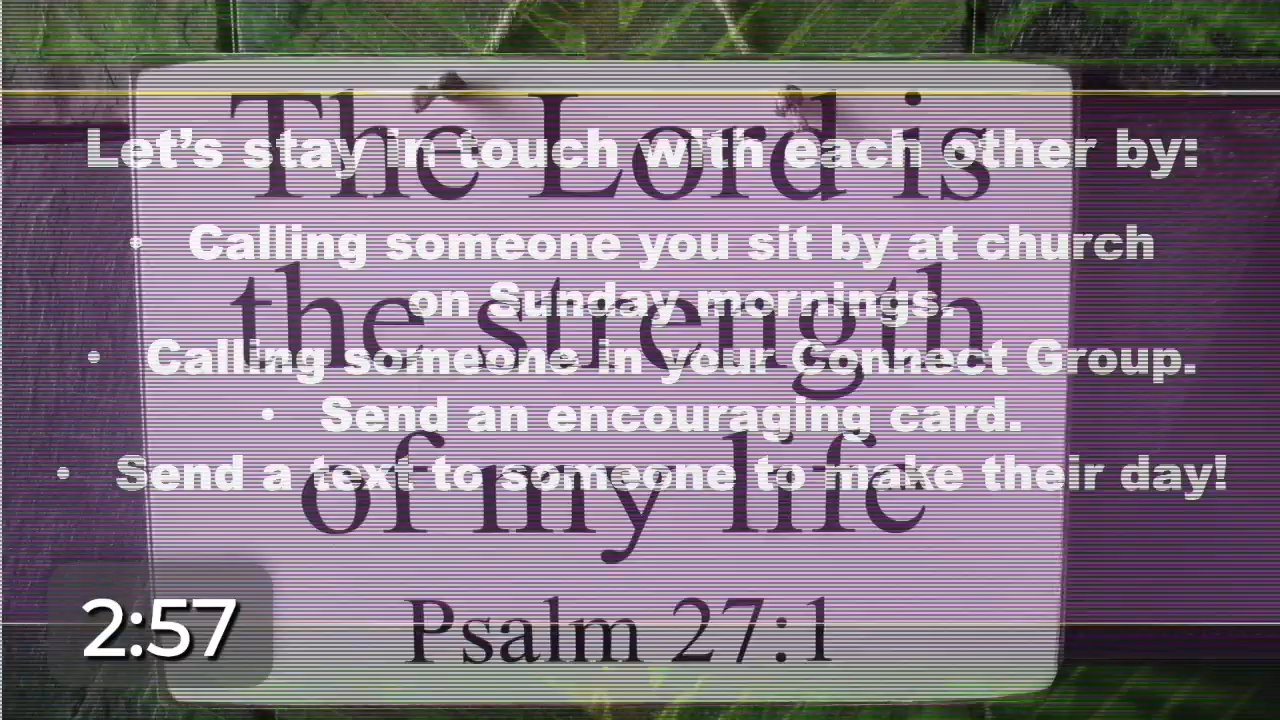 The Lord is
the strength
of my life
Psalm 27:1
Let's stay in touch with each other by:
• Calling someone you sit by at church
on Sunday mornings.
• Calling someone in your Connect Group.
• Send an encouraging card.
• Send a text to someone to make their day!
2:57